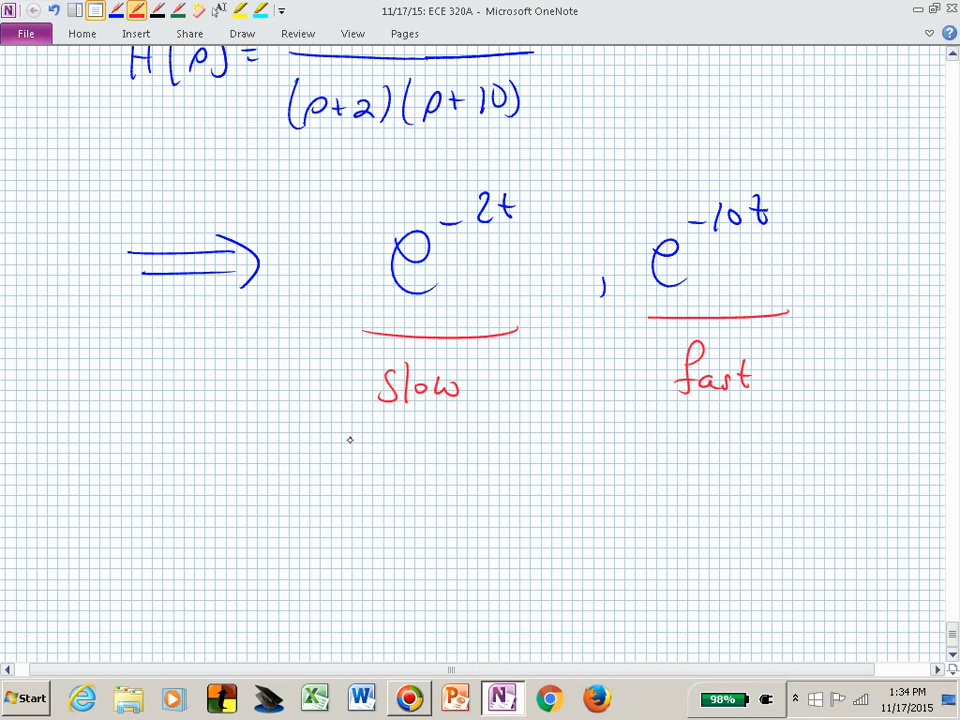 11/17/15: ECE 320A - Microsoft OneNote
File Home Insert Share Draw Review View Pages
H(p) =
(p+2)(p+10)
⟹ e^{-2t} , e^{-10t}
slow fast
Start 98% 1:34 PM
11/17/2015